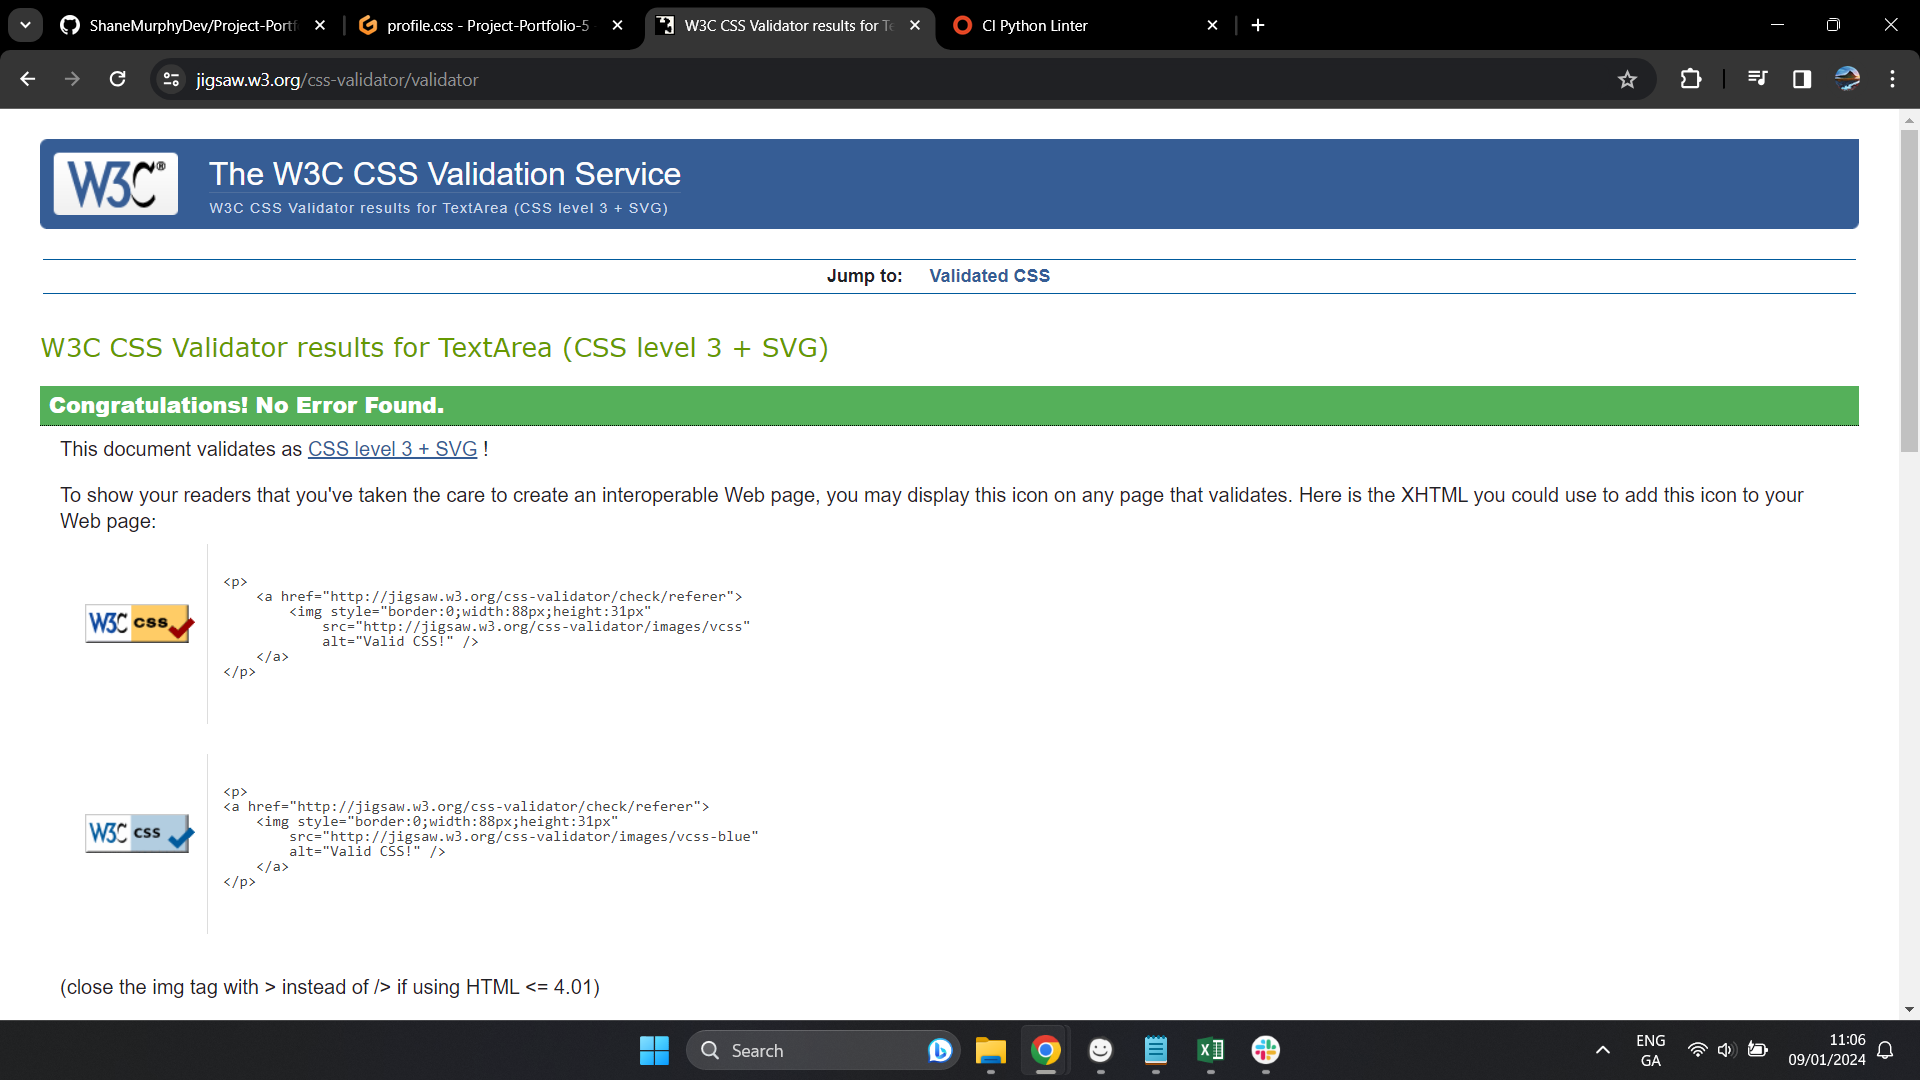 ShaneMurphyDev/Project-Portf
profile.css - Project-Portfolio-5
W3C CSS Validator results for Te
CI Python Linter
jigsaw.w3.org/css-validator/validator
W3C®
The W3C CSS Validation Service
W3C CSS Validator results for TextArea (CSS level 3 + SVG)
Jump to: Validated CSS
W3C CSS Validator results for TextArea (CSS level 3 + SVG)
Congratulations! No Error Found.
This document validates as CSS level 3 + SVG !
To show your readers that you've taken the care to create an interoperable Web page, you may display this icon on any page that validates. Here is the XHTML you could use to add this icon to your
Web page:
W3C css
<p>
<a href="http://jigsaw.w3.org/css-validator/check/referer">
<img style="border:0;width:88px;height:31px"
src="http://jigsaw.w3.org/css-validator/images/vcss"
alt="Valid CSS!" />
</a>
</p>
W3C css
<p>
<a href="http://jigsaw.w3.org/css-validator/check/referer">
<img style="border:0;width:88px;height:31px"
src="http://jigsaw.w3.org/css-validator/images/vcss-blue"
alt="Valid CSS!" />
</a>
</p>
(close the img tag with > instead of /> if using HTML <= 4.01)
Search
ENG
GA
11:06
09/01/2024